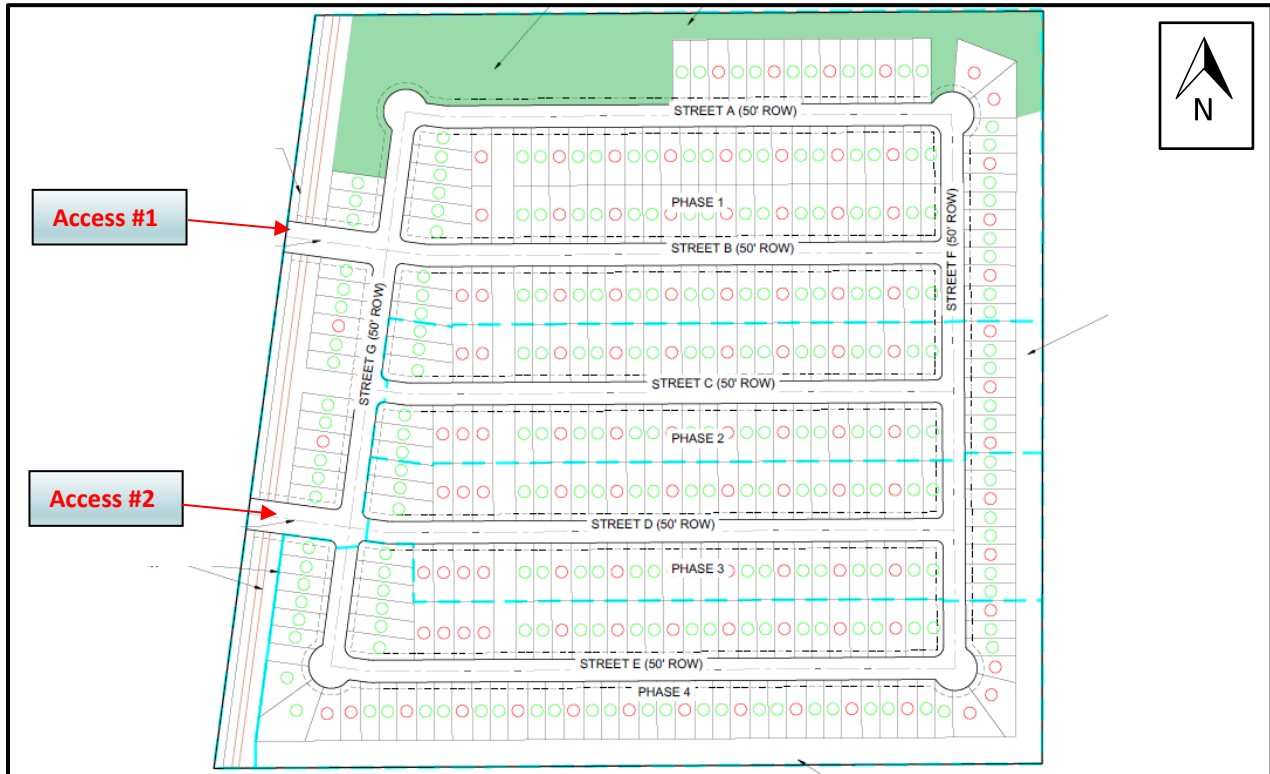 N
STREET A (50' ROW)
PHASE 1
Access #1
STREET B (50' ROW)
STREET F (50' ROW)
STREET G (50' ROW)
STREET C (50' ROW)
PHASE 2
Access #2
STREET D (50' ROW)
PHASE 3
STREET E (50' ROW)
PHASE 4